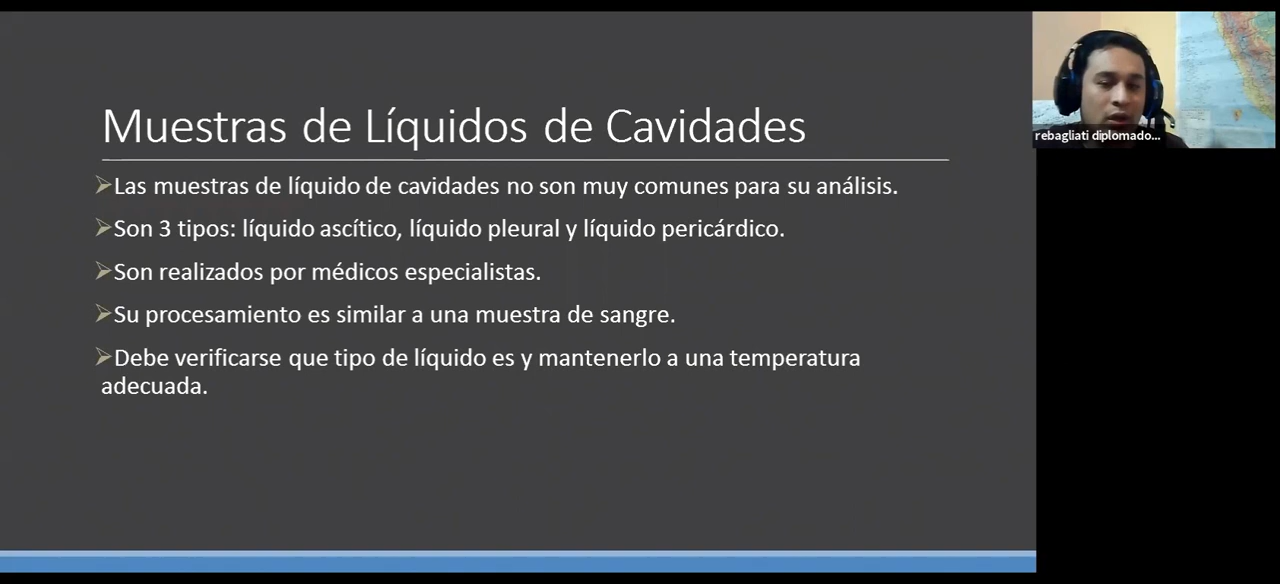 Muestras de Líquidos de Cavidades
➢Las muestras de líquido de cavidades no son muy comunes para su análisis.
➢Son 3 tipos: líquido ascítico, líquido pleural y líquido pericárdico.
➢Son realizados por médicos especialistas.
➢Su procesamiento es similar a una muestra de sangre.
➢Debe verificarse que tipo de líquido es y mantenerlo a una temperatura
adecuada.
rebagliati diplomado...